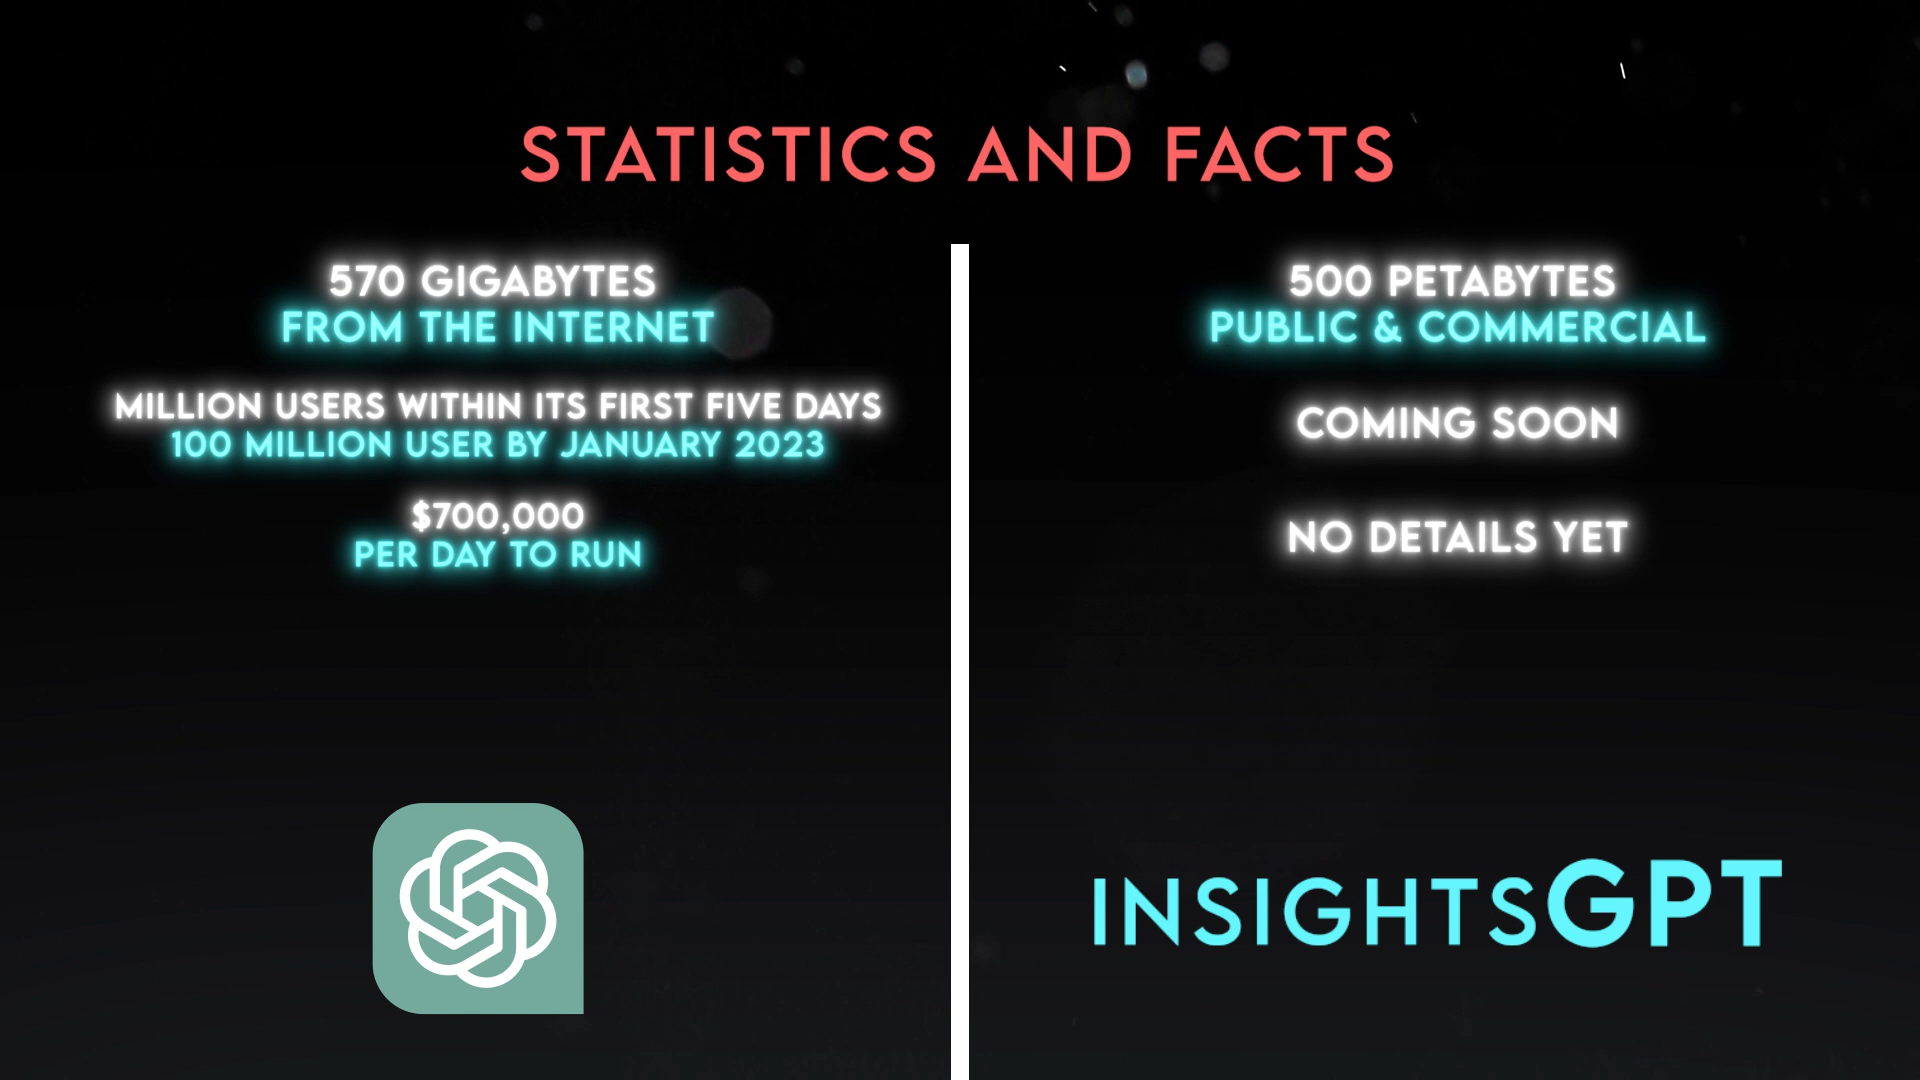 STATISTICS AND FACTS
570 GIGABYTES
FROM THE INTERNET
MILLION USERS WITHIN ITS FIRST FIVE DAYS
100 MILLION USER BY JANUARY 2023
$700,000
PER DAY TO RUN
500 PETABYTES
PUBLIC & COMMERCIAL
COMING SOON
NO DETAILS YET
INSIGHTSGPT